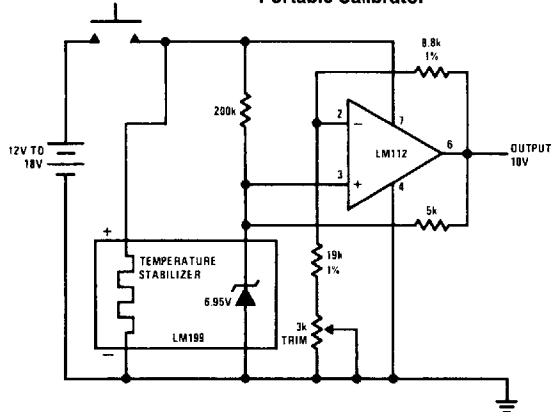 Portable Calibrator
8.8k
1%
200k
2
7
12V TO
18V
LM112
6
OUTPUT
10V
3
4
5k
+
TEMPERATURE
STABILIZER
19k
1%
6.95V
3k
TRIM
LM199